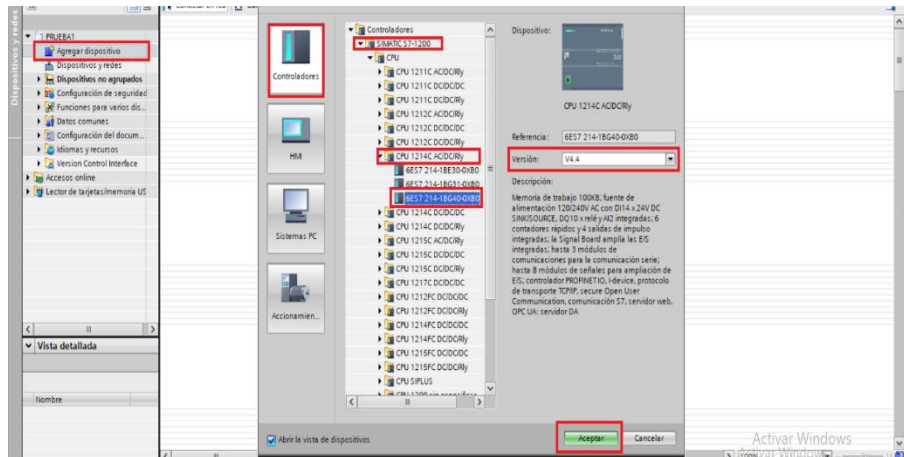 Dispositivos y redes
PRUEBA1
Agregar dispositivo
Dispositivos y redes
Dispositivos no agrupados
Configuración de seguridad
Funciones para varios dis...
Datos comunes
Configuración del docum...
Idiomas y recursos
Version Control Interface
Accesos online
Lector de tarjetas/memoria US
Vista detallada
Nombre
Controladores
HMI
Sistemas PC
Accionamien...
Controladores
SIMATIC S7-1200
CPU
CPU 1211C AC/DC/Rly
CPU 1211C DC/DC/DC
CPU 1211C DC/DC/Rly
CPU 1212C AC/DC/Rly
CPU 1212C DC/DC/DC
CPU 1212C DC/DC/Rly
CPU 1214C AC/DC/Rly
6ES7 214-1BE30-0XB0
6ES7 214-1BG31-0XB0
6ES7 214-1BG40-0XB0
CPU 1214C DC/DC/DC
CPU 1214C DC/DC/Rly
CPU 1215C AC/DC/Rly
CPU 1215C DC/DC/DC
CPU 1215C DC/DC/Rly
CPU 1217C DC/DC/DC
CPU 1212FC DC/DC/DC
CPU 1212FC DC/DC/Rly
CPU 1214FC DC/DC/DC
CPU 1214FC DC/DC/Rly
CPU 1215FC DC/DC/DC
CPU 1215FC DC/DC/Rly
CPU SIPLUS
Dispositivo:
CPU 1214C AC/DC/Rly
Referencia: 6ES7 214-1BG40-0XB0
Versión: V4.4
Descripción:
Memoria de trabajo 100KB; fuente de
alimentación 120/240V AC con DI14 x 24V DC
SINK/SOURCE, DQ10 x relé y AI2 integradas; 6
contadores rápidos y 4 salidas de impulso
integradas; la Signal Board amplía las E/S
integradas; hasta 3 módulos de
comunicaciones para la comunicación serie;
hasta 8 módulos de señales para ampliación de
E/S; controlador PROFINET IO, I-device, protocolo
de transporte TCP/IP, secure Open User
Communication, comunicación S7, servidor web,
OPC UA: servidor DA
Abrir la vista de dispositivos
Aceptar
Cancelar
Activar Windows
100%